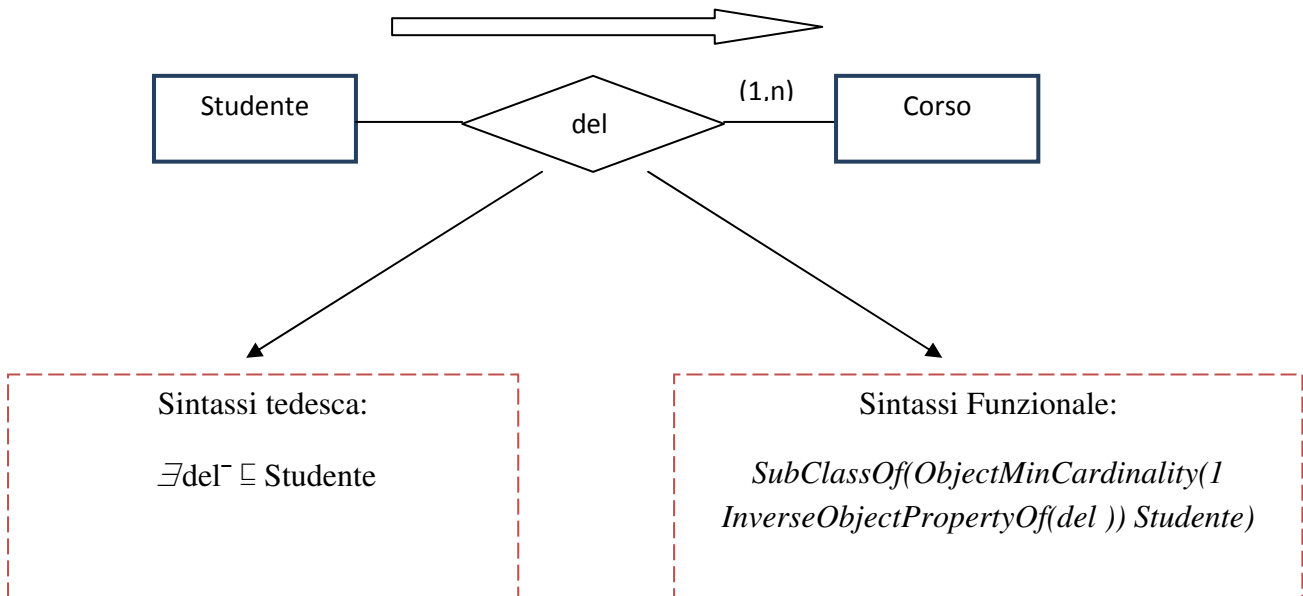 Studente
del
(1,n)
Corso
Sintassi tedesca:
∃del⁻ ⊑ Studente
Sintassi Funzionale:
SubClassOf(ObjectMinCardinality(1
InverseObjectPropertyOf(del )) Studente)